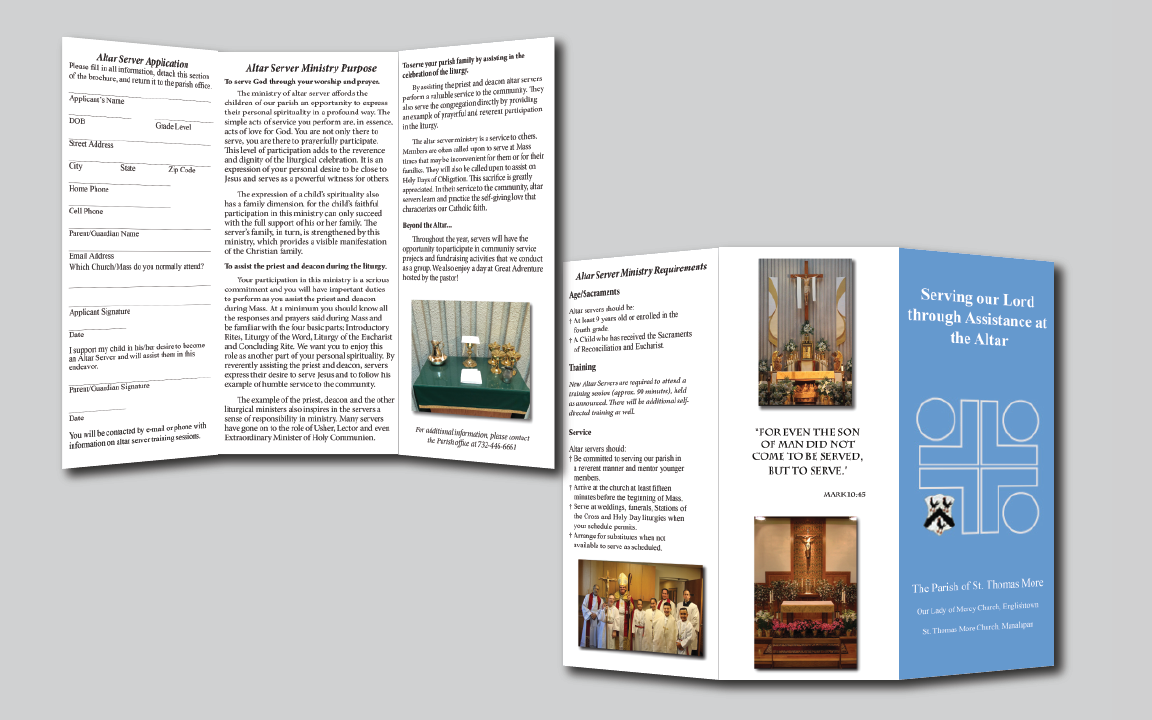 Altar Server Application
Please fill in all information, detach this section
of the brochure, and return it to the parish office.
Applicant's Name
DOB
Grade Level
Street Address
City State Zip Code
Home Phone
Cell Phone
Parent/Guardian Name
Email Address
Which Church/Mass do you normally attend?
Applicant Signature
Date
I support my child in his/her desire to become
an Altar Server and will assist them in this
endeavor.
Parent/Guardian Signature
Date
You will be contacted by e-mail or phone with
information on altar server training sessions.
Altar Server Ministry Purpose
To serve God through your worship and prayer.
The ministry of altar server affords the
children of our parish an opportunity to express
their personal spirituality in a profound way. The
simple acts of service you perform are, in essence,
acts of love for God. You are not only there to
serve, you are there to prayerfully participate.
This level of participation adds to the reverence
and dignity of the liturgical celebration. It is an
expression of your personal desire to be close to
Jesus and serves as a powerful witness for others.
The expression of a child's spirituality also
has a family dimension, for the child's faithful
participation in this ministry can only succeed
with the full support of his or her family. The
server's family, in turn, is strengthened by this
ministry, which provides a visible manifestation
of the Christian family.
To assist the priest and deacon during the liturgy.
Your participation in this ministry is a serious
commitment and you will have important duties
to perform as you assist the priest and deacon
during Mass. At a minimum you should know all
the responses and prayers said during Mass and
be familiar with the four basic parts; Introductory
Rites, Liturgy of the Word, Liturgy of the Eucharist
and Concluding Rite. We want you to enjoy this
role as another part of your personal spirituality. By
reverently assisting the priest and deacon, servers
express their desire to serve Jesus and to follow his
example of humble service to the community.
The example of the priest, deacon and the other
liturgical ministers also inspires in the servers a
sense of responsibility in ministry. Many servers
have gone on to the role of Usher, Lector and even
Extraordinary Minister of Holy Communion.
To serve your parish family by assisting in the
celebration of the liturgy.
By assisting the priest and deacon altar servers
perform a valuable service to the community. They
also serve the congregation directly by providing
an example of prayerful and reverent participation
in the liturgy.
The altar server ministry is a service to others.
Members are often called upon to serve at Mass
times that may be inconvenient for them or for their
families. They will also be called upon to assist on
Holy Days of Obligation. This sacrifice is greatly
appreciated. In their service to the community, altar
servers learn and practice the self-giving love that
characterizes our Catholic faith.
Beyond the Altar...
Throughout the year, servers will have the
opportunity to participate in community service
projects and fundraising activities that we conduct
as a group. We also enjoy a day at Great Adventure
hosted by the pastor!
For additional information, please contact
the Parish office at 732-446-6661
Altar Server Ministry Requirements
Age/Sacraments
Altar servers should be:
† At least 9 years old or enrolled in the
fourth grade
† A Child who has received the Sacraments
of Reconciliation and Eucharist.
Training
New Altar Servers are required to attend a
training session (approx. 90 minutes), held
as announced. There will be additional self-
directed training as well.
Service
Altar servers should:
† Be committed to serving our parish in
a reverent manner and mentor younger
members.
† Arrive at the church at least fifteen
minutes before the beginning of Mass.
† Serve at weddings, funerals, Stations of
the Cross and Holy Day liturgies when
your schedule permits.
† Arrange for substitutes when not
available to serve as scheduled.
"FOR EVEN THE SON
OF MAN DID NOT
COME TO BE SERVED,
BUT TO SERVE."
MARK 10:45
Serving our Lord
through Assistance at
the Altar
The Parish of St. Thomas More
Our Lady of Mercy Church, Englishtown
St. Thomas More Church, Manalapan